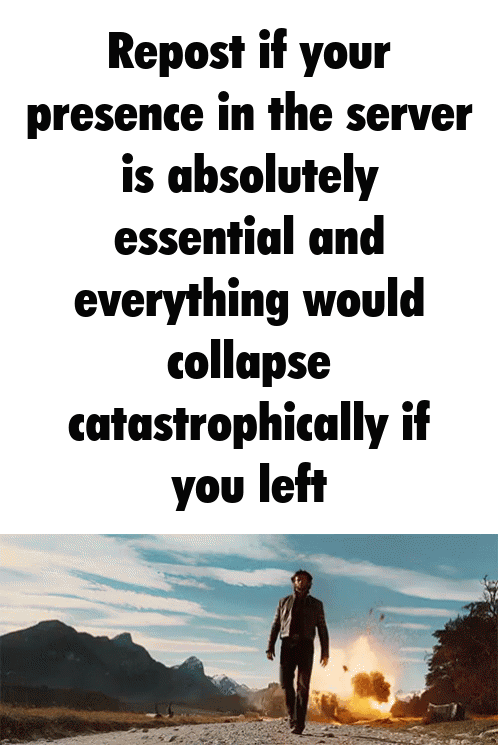 Repost if your
presence in the server
is absolutely
essential and
everything would
collapse
catastrophically if
you left